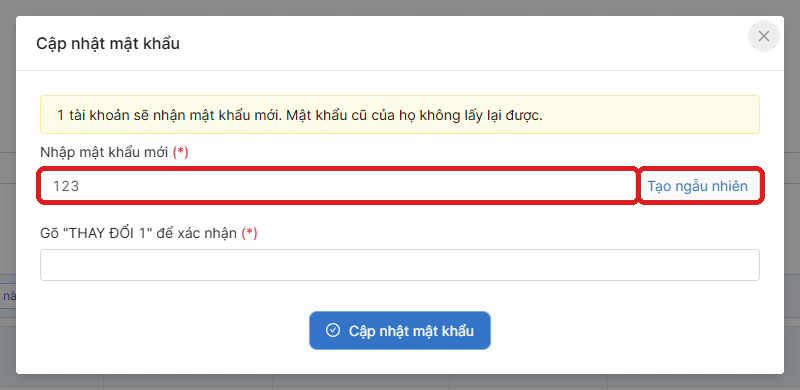 Cập nhật mật khẩu
1 tài khoản sẽ nhận mật khẩu mới. Mật khẩu cũ của họ không lấy lại được.
Nhập mật khẩu mới (*)
123 Tạo ngẫu nhiên
Gõ "THAY ĐỔI 1" để xác nhận (*)
nà
Cập nhật mật khẩu